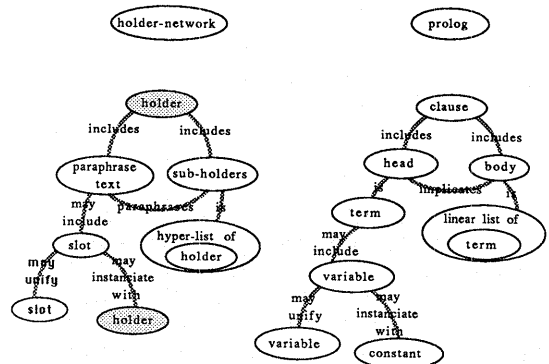 holder-network
prolog
holder
clause
includes
includes
includes
includes
paraphrase
text
sub-holders
head
body
may
include
paraphrases
is
is
implicates
is
slot
hyper-list of
holder
term
linear list of
term
may
include
may
unify
may
instanciate
with
variable
slot
holder
may
unify
may
instanciate
with
variable
constant